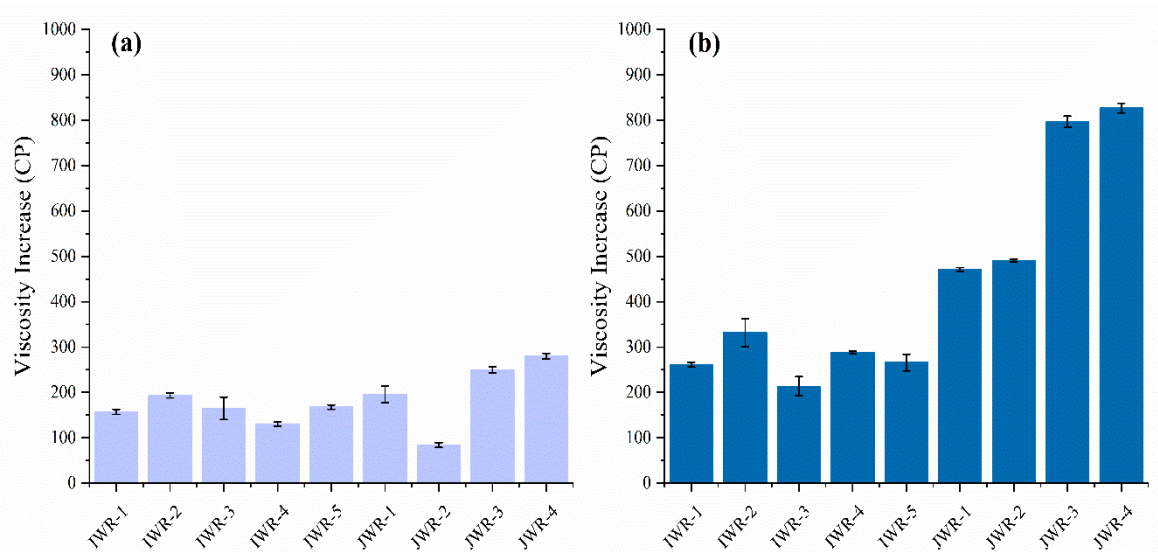 (a)
Viscosity Increase (CP)
1000
900
800
700
600
500
400
300
200
100
0
IWR-1
IWR-2
IWR-3
IWR-4
IWR-5
JWR-1
JWR-2
JWR-3
JWR-4
(b)
Viscosity Increase (CP)
1000
900
800
700
600
500
400
300
200
100
0
IWR-1
IWR-2
IWR-3
IWR-4
IWR-5
JWR-1
JWR-2
JWR-3
JWR-4